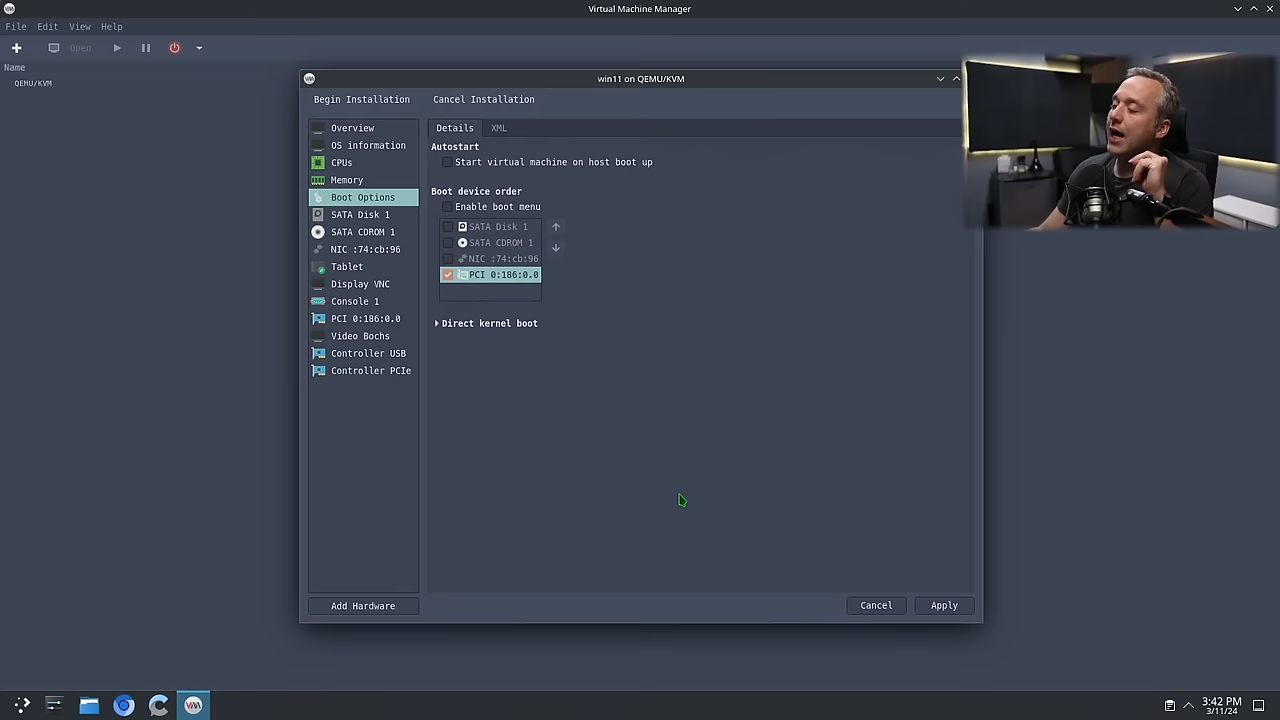 Virtual Machine Manager
File Edit View Help
Open
Name
QEMU/KVM
win11 on QEMU/KVM
Begin Installation Cancel Installation
Overview
OS information
CPUs
Memory
Boot Options
SATA Disk 1
SATA CDROM 1
NIC :74:cb:96
Tablet
Display VNC
Console 1
PCI 0:186:0.0
Video Bochs
Controller USB
Controller PCIe
Add Hardware
Details XML
Autostart
Start virtual machine on host boot up
Boot device order
Enable boot menu
SATA Disk 1
SATA CDROM 1
NIC :74:cb:96
PCI 0:186:0.0
Direct kernel boot
Cancel Apply
3:42 PM
3/11/24